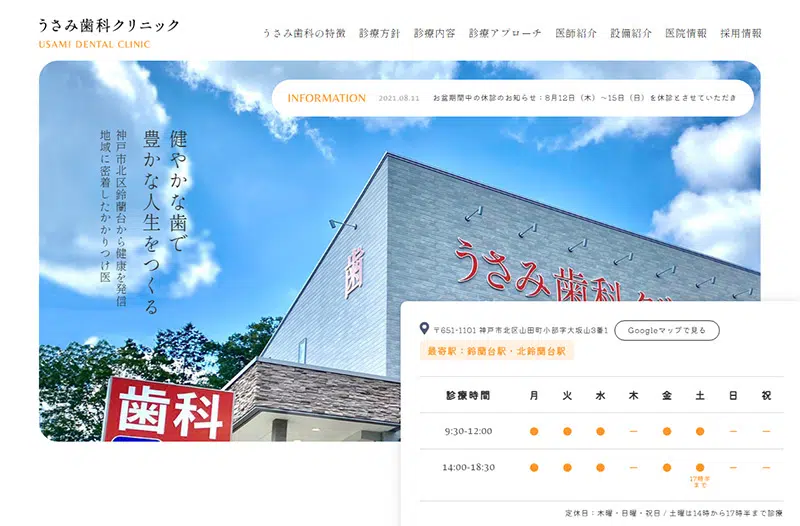 うさみ歯科クリニック
USAMI DENTAL CLINIC
うさみ歯科の特徴 診療方針 診療内容 診療アプローチ 医師紹介 設備紹介 医院情報 採用情報
INFORMATION 2021.08.11 お盆期間中の休診のお知らせ：8月12日（木）～15日（日）を休診とさせていただき
健やかな歯で
豊かな人生をつくる
神戸市北区鈴蘭台から健康を発信
地域に密着したかかりつけ医
歯
うさみ歯科
歯科
〒651-1101 神戸市北区山田町小部字大坂山3番1 Googleマップで見る
最寄駅：鈴蘭台駅・北鈴蘭台駅
診療時間 月 火 水 木 金 土 日 祝
9:30-12:00 ● ● ● － ● ● － －
14:00-18:30 ● ● ● － ● ● － －
17時半
まで
定休日：木曜・日曜・祝日 / 土曜は14時から17時半まで診療